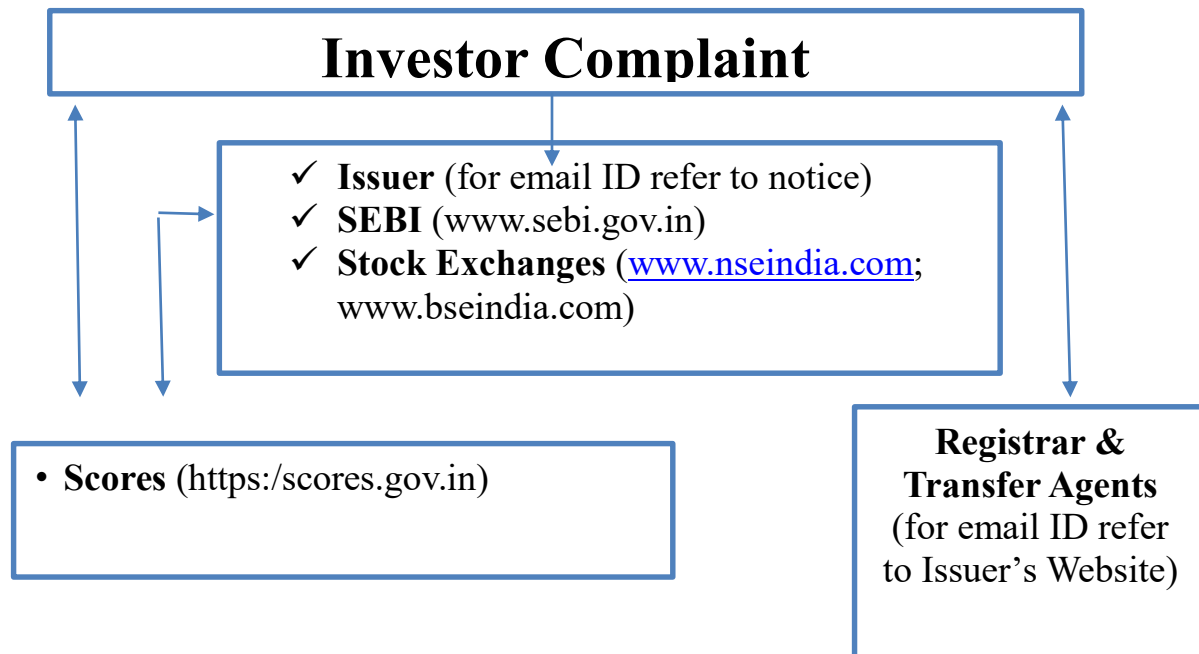 Investor Complaint
✓ Issuer (for email ID refer to notice)
✓ SEBI (www.sebi.gov.in)
✓ Stock Exchanges (www.nseindia.com;
www.bseindia.com)
• Scores (https:/scores.gov.in)
Registrar &
Transfer Agents
(for email ID refer
to Issuer’s Website)